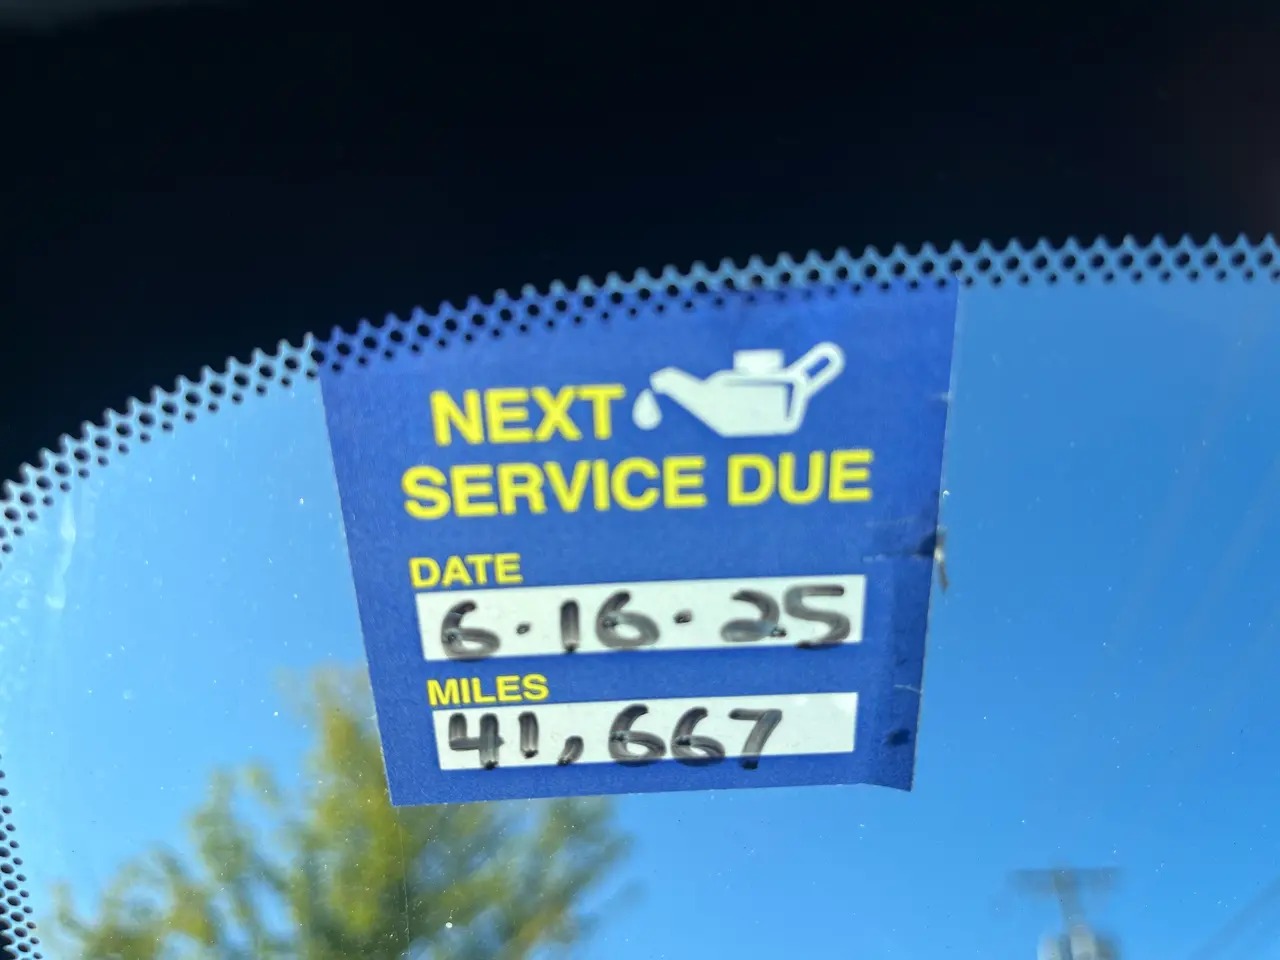 NEXT
SERVICE DUE
DATE
6.16.25
MILES
41,667